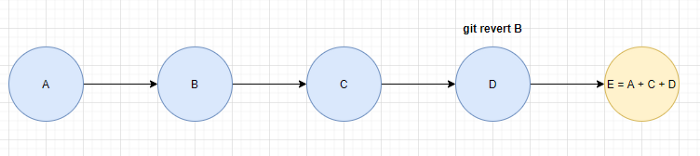 git revert B
A
B
C
D
E = A + C + D